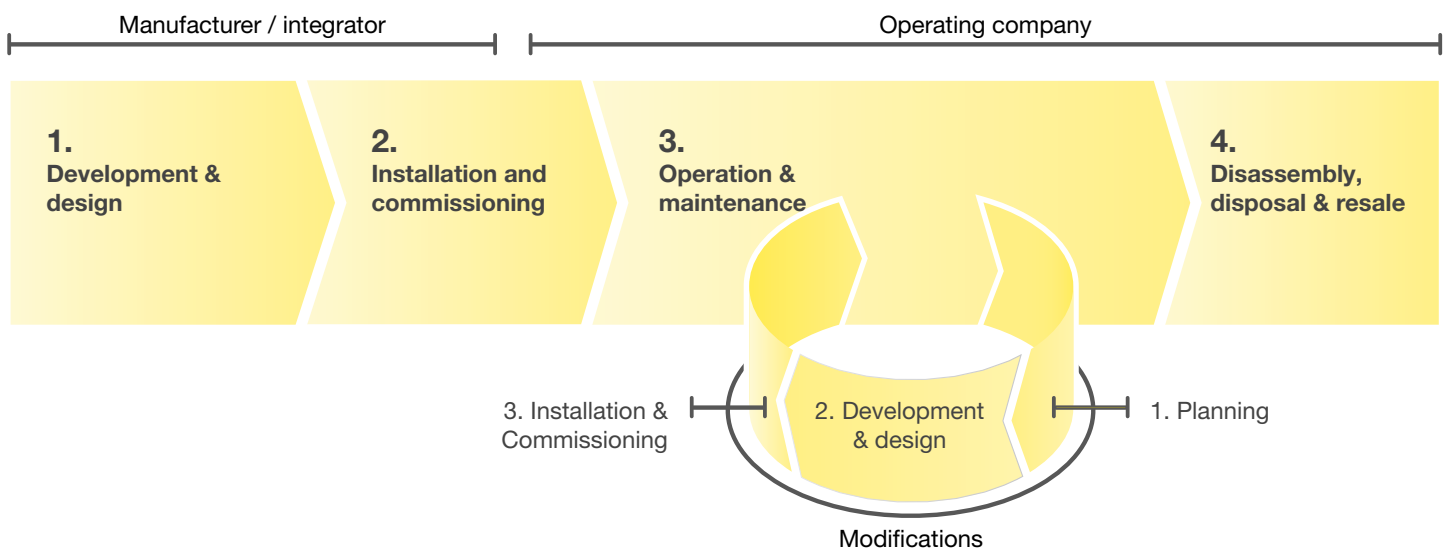 Manufacturer / integrator
Operating company
1.
Development &
design
2.
Installation and
commissioning
3.
Operation &
maintenance
4.
Disassembly,
disposal & resale
3. Installation &
Commissioning
2. Development
& design
1. Planning
Modifications